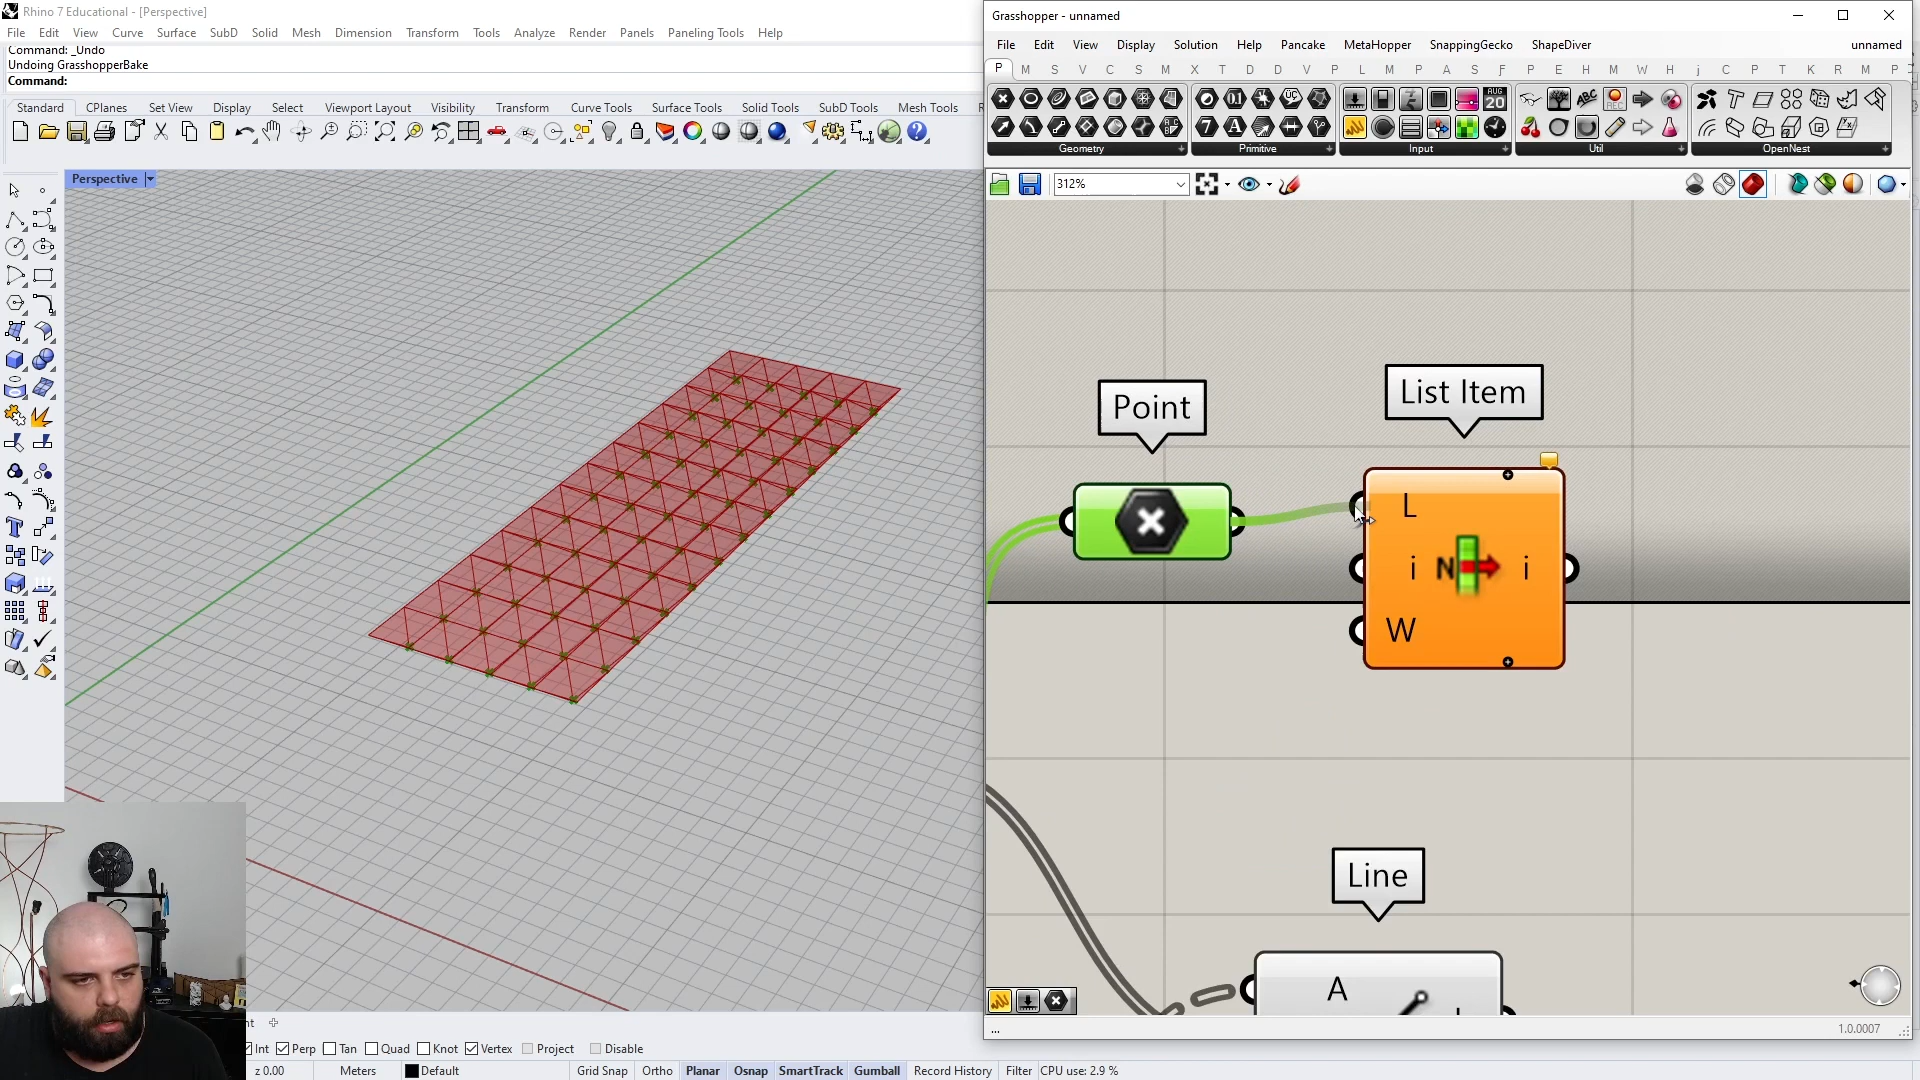 Rhino 7 Educational - [Perspective]
File Edit View Curve Surface SubD Solid Mesh Dimension Transform Tools Analyze Render Panels Paneling Tools Help
Command: _Undo
Undoing GrasshopperBake
Command:
Standard CPlanes Set View Display Select Viewport Layout Visibility Transform Curve Tools Surface Tools Solid Tools SubD Tools Mesh Tools
Perspective
Grasshopper - unnamed
File Edit View Display Solution Help Pancake MetaHopper SnappingGecko ShapeDiver unnamed
P M S V C S M X T D D V P L M P A S F P E H M W H j C P T K R M P
Geometry Primitive Input Util OpenNest
312%
Point
List Item
L
i N i
W
Line
A
...
1.0.0007
Int Perp Tan Quad Knot Vertex Project Disable
z 0.00 Meters Default Grid Snap Ortho Planar Osnap SmartTrack Gumball Record History Filter CPU use: 2.9 %